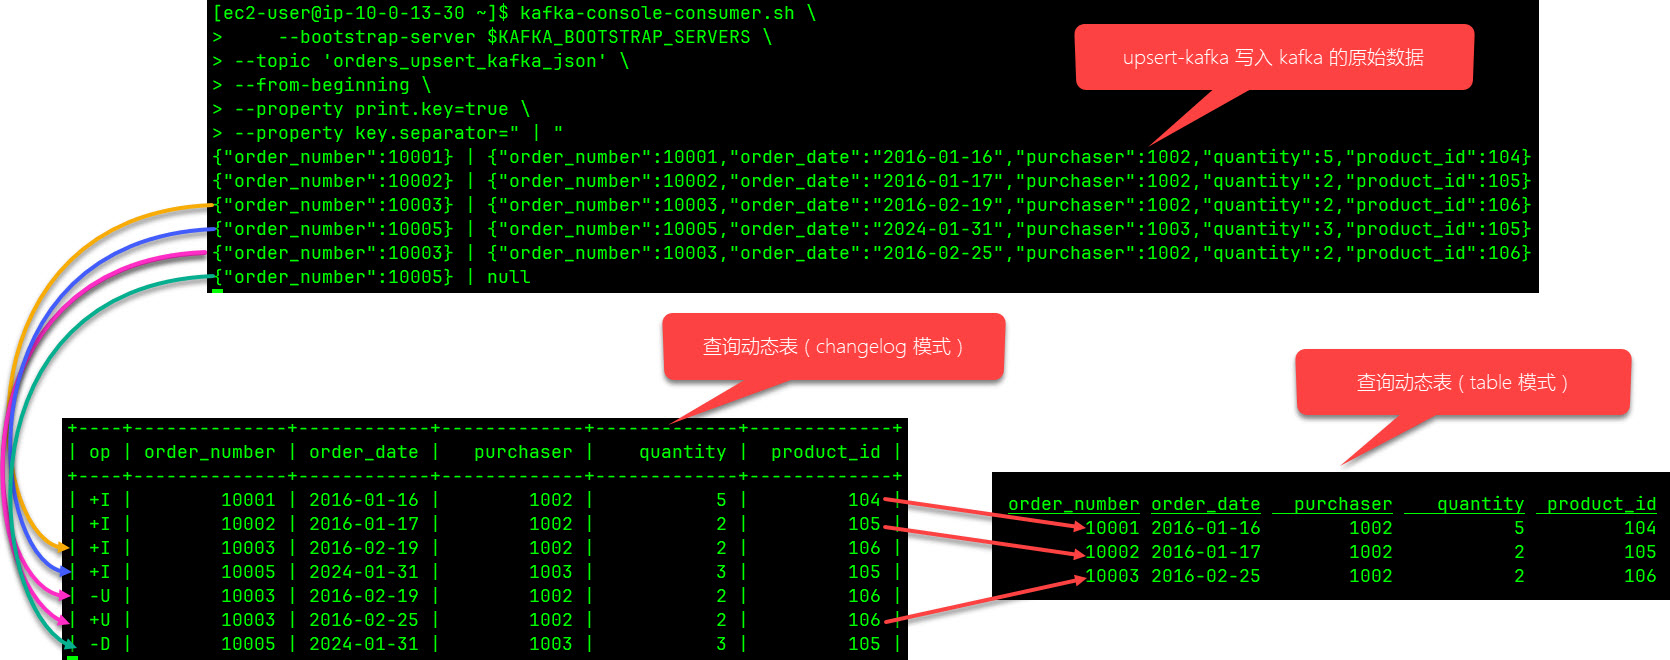 [ec2-user@ip-10-0-13-30 ~]$ kafka-console-consumer.sh \
>     --bootstrap-server $KAFKA_BOOTSTRAP_SERVERS \
> --topic 'orders_upsert_kafka_json' \
> --from-beginning \
> --property print.key=true \
> --property key.separator=" | "
{"order_number":10001} | {"order_number":10001,"order_date":"2016-01-16","purchaser":1002,"quantity":5,"product_id":104}
{"order_number":10002} | {"order_number":10002,"order_date":"2016-01-17","purchaser":1002,"quantity":2,"product_id":105}
{"order_number":10003} | {"order_number":10003,"order_date":"2016-02-19","purchaser":1002,"quantity":2,"product_id":106}
{"order_number":10005} | {"order_number":10005,"order_date":"2024-01-31","purchaser":1003,"quantity":3,"product_id":105}
{"order_number":10003} | {"order_number":10003,"order_date":"2016-02-25","purchaser":1002,"quantity":2,"product_id":106}
{"order_number":10005} | null
upsert-kafka 写入 kafka 的原始数据
查询动态表（changelog 模式）
+----+--------------+------------+-------------+-------------+-------------+
| op | order_number | order_date |   purchaser |    quantity |  product_id |
+----+--------------+------------+-------------+-------------+-------------+
| +I |        10001 | 2016-01-16 |        1002 |           5 |         104 |
| +I |        10002 | 2016-01-17 |        1002 |           2 |         105 |
| +I |        10003 | 2016-02-19 |        1002 |           2 |         106 |
| +I |        10005 | 2024-01-31 |        1003 |           3 |         105 |
| -U |        10003 | 2016-02-19 |        1002 |           2 |         106 |
| +U |        10003 | 2016-02-25 |        1002 |           2 |         106 |
| -D |        10005 | 2024-01-31 |        1003 |           3 |         105 |
查询动态表（table 模式）
order_number order_date   purchaser    quantity  product_id
10001 2016-01-16        1002           5         104
10002 2016-01-17        1002           2         105
10003 2016-02-25        1002           2         106